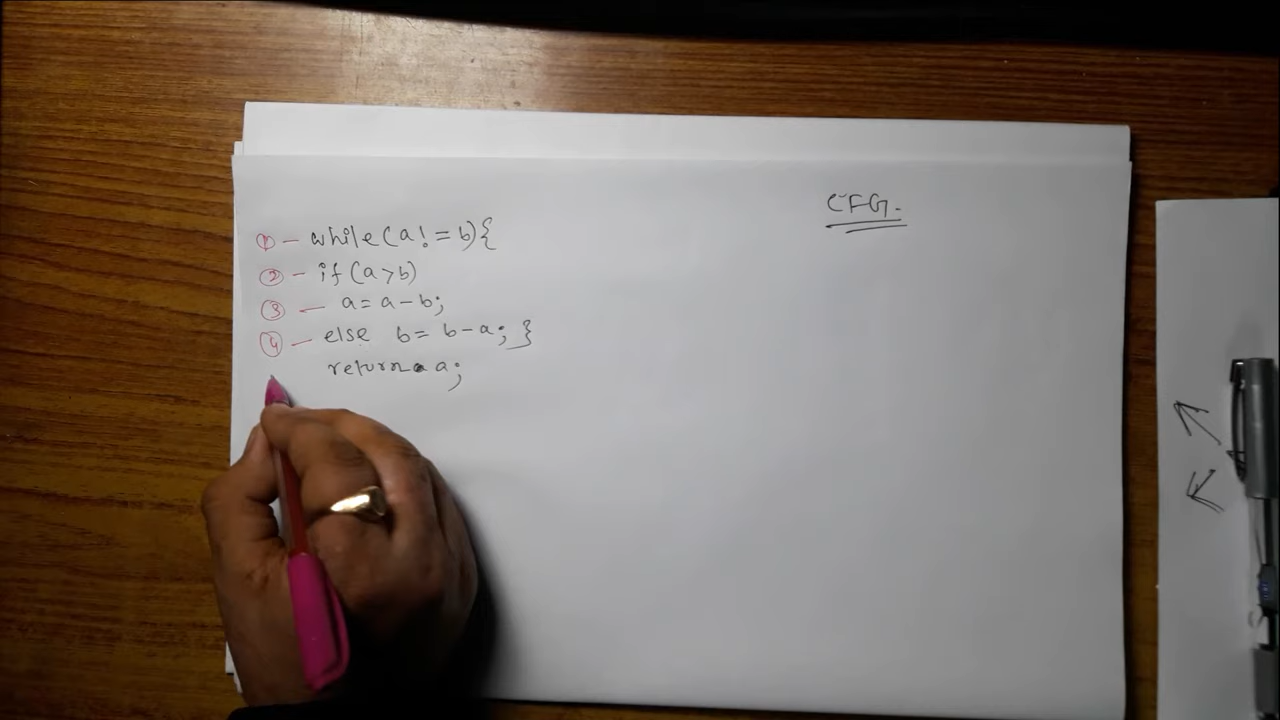 CFG.
① - while(a!=b){
② - if(a>b)
③ - a=a-b;
④ - else b=b-a;}
return a;